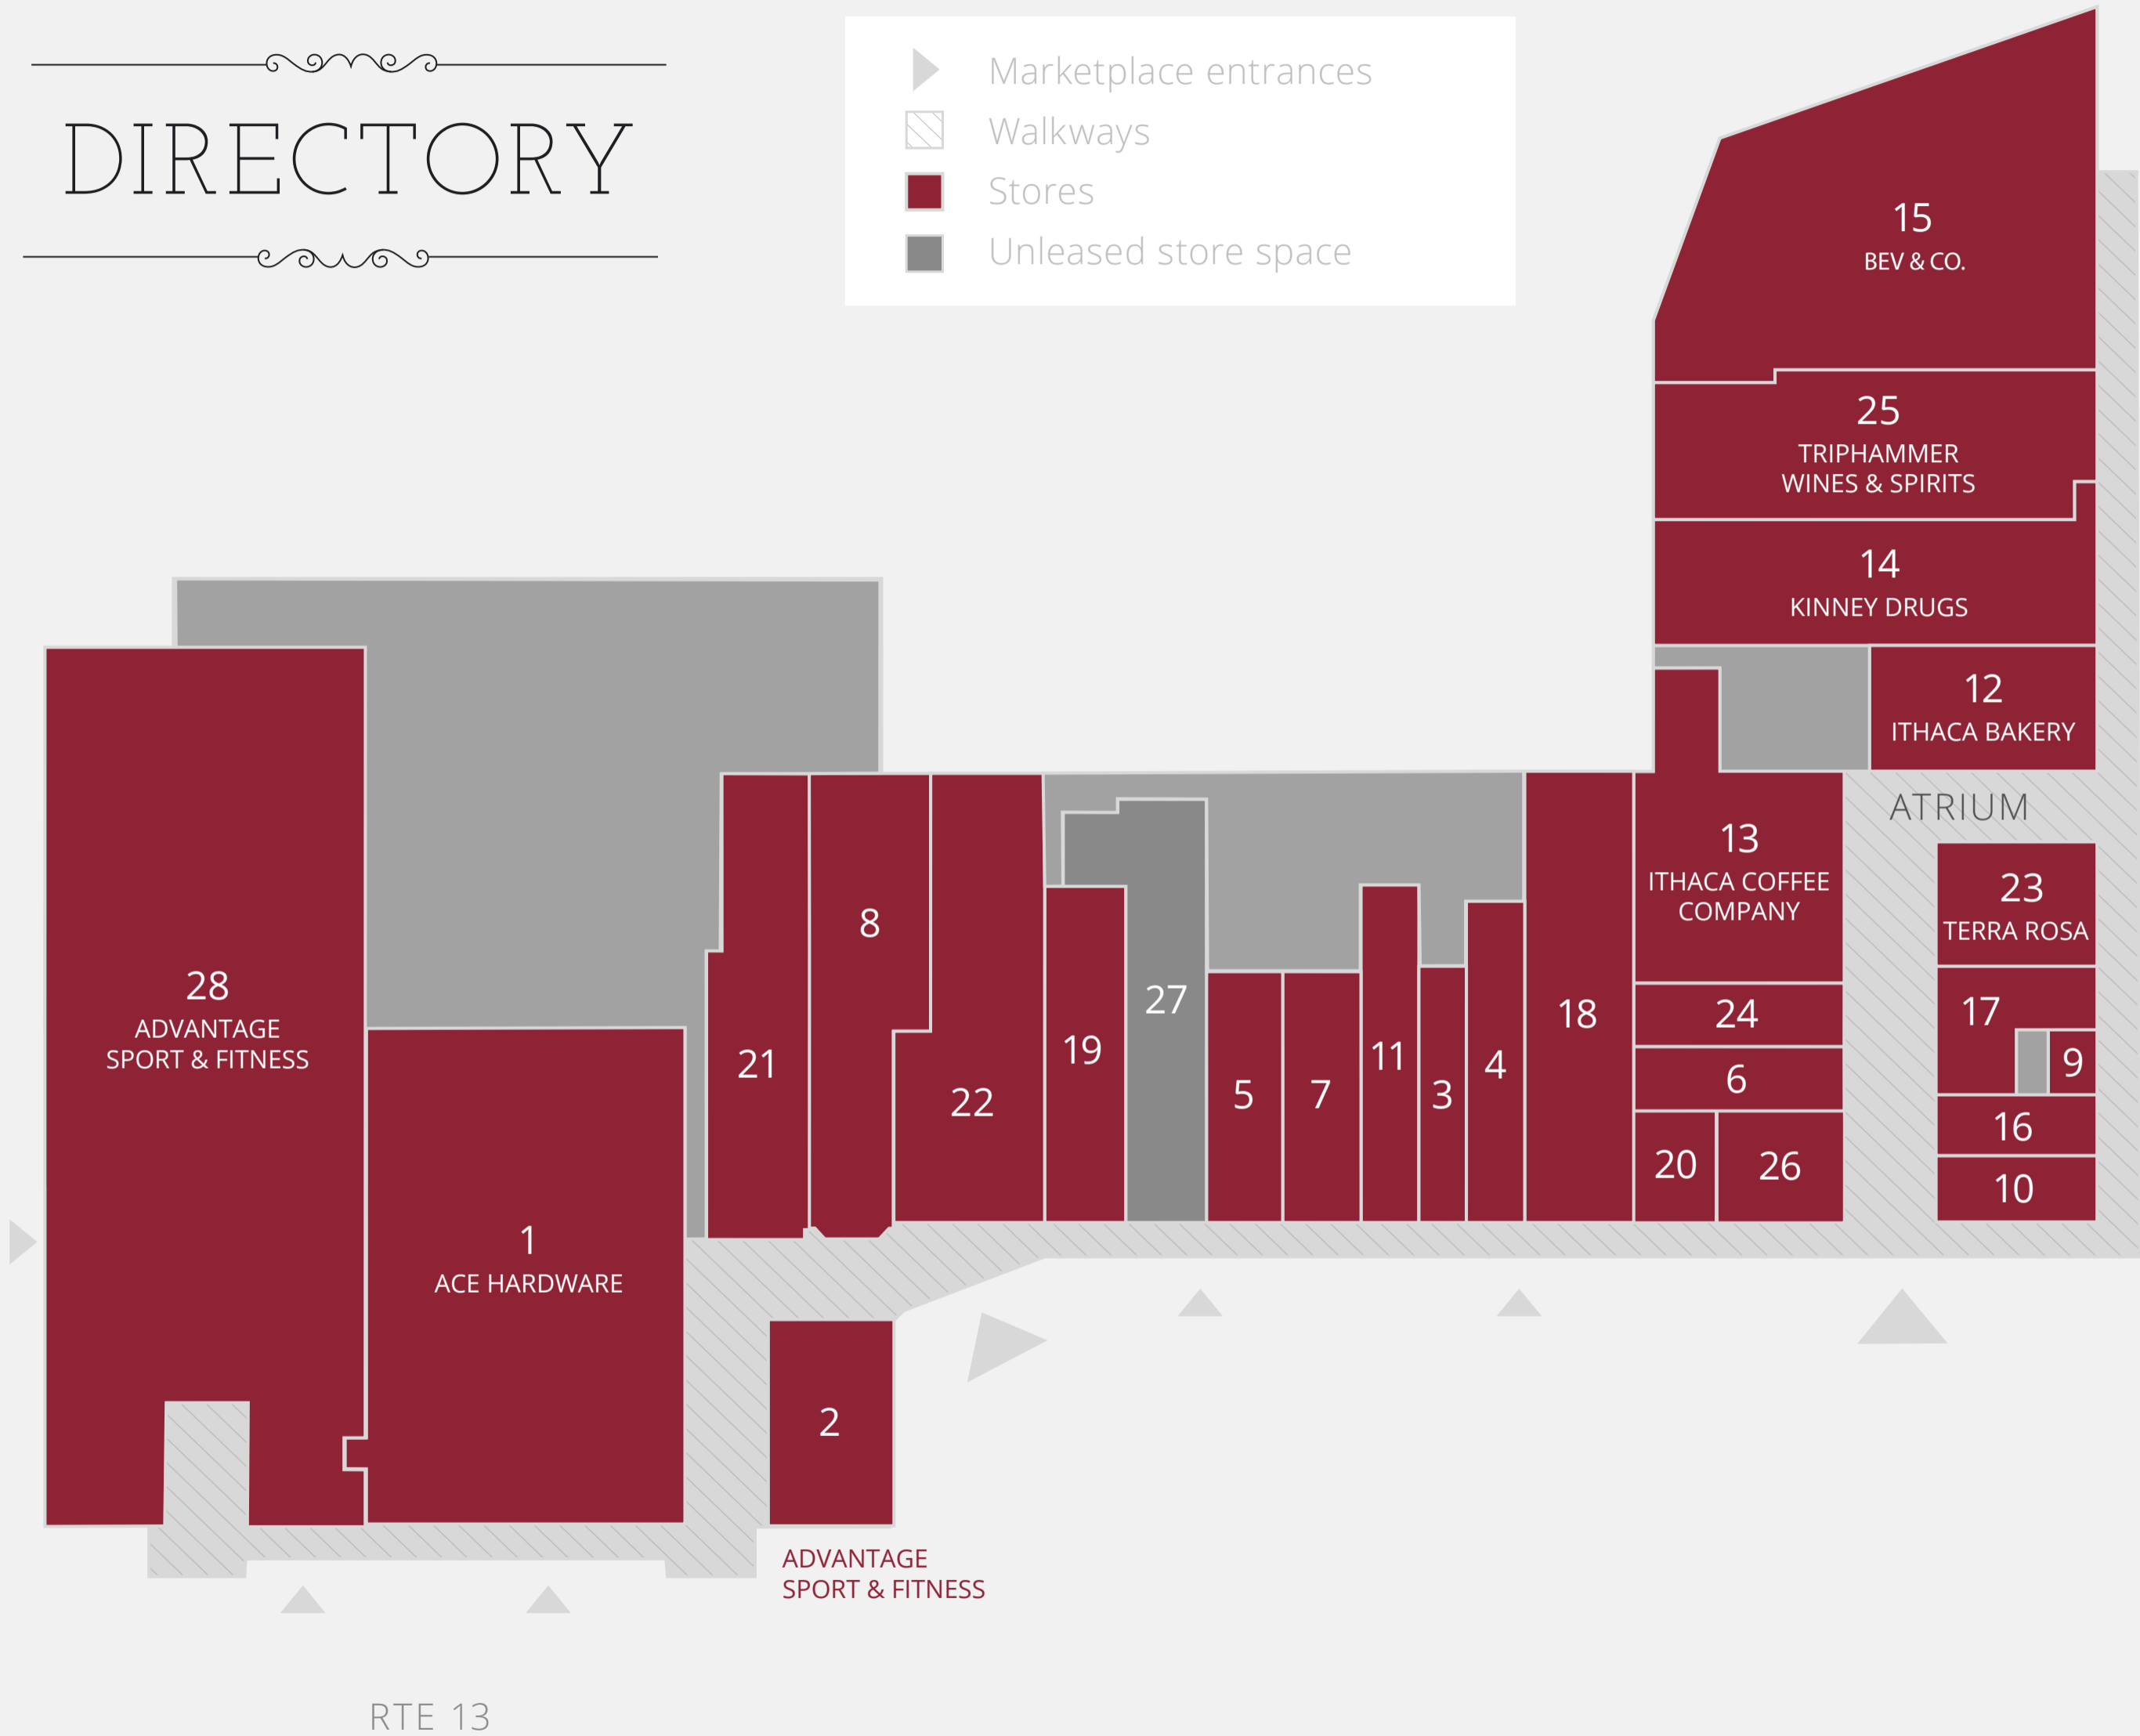 DIRECTORY
Marketplace entrances
Walkways
Stores
Unleased store space
15
BEV & CO.
25
TRIPHAMMER
WINES & SPIRITS
14
KINNEY DRUGS
12
ITHACA BAKERY
ATRIUM
13
ITHACA COFFEE
COMPANY
23
TERRA ROSA
24
17
6
9
20
26
16
10
28
ADVANTAGE
SPORT & FITNESS
1
ACE HARDWARE
21
8
22
19
27
5
7
11
3
4
18
2
ADVANTAGE
SPORT & FITNESS
RTE 13